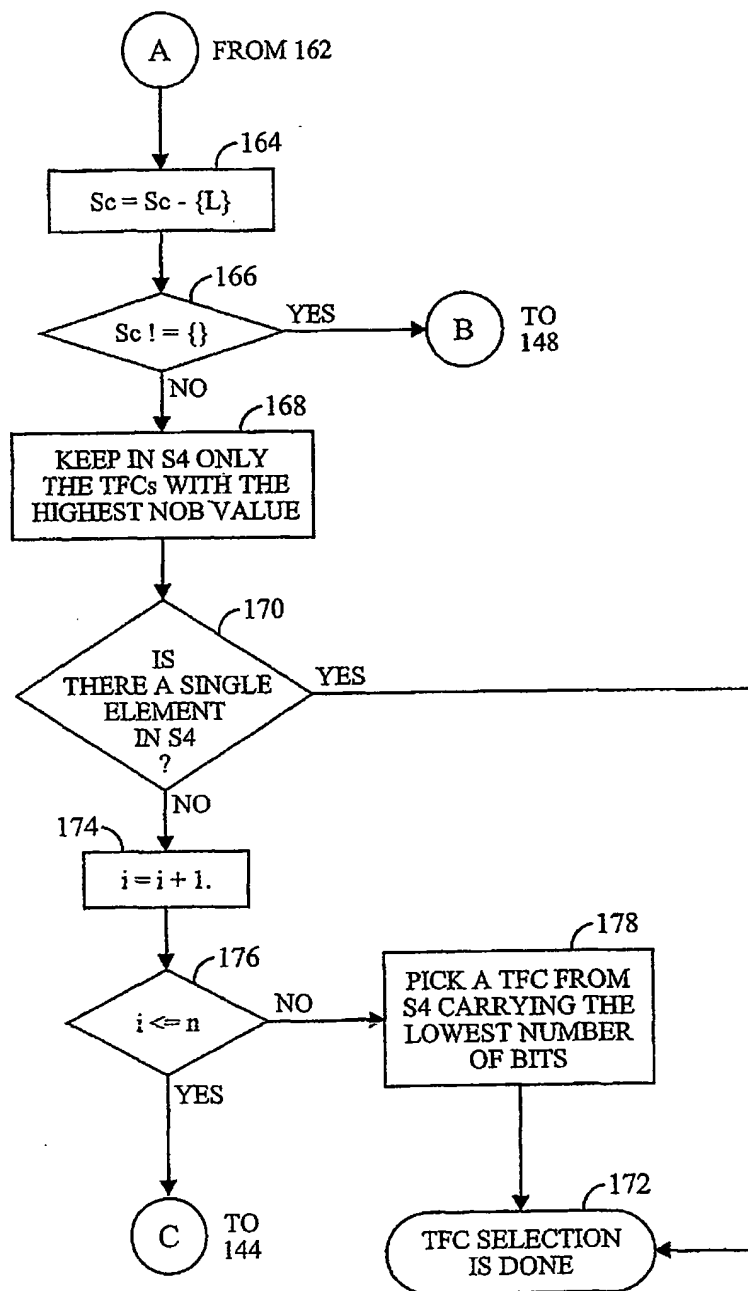 A FROM 162
164
Sc = Sc - {L}
166
Sc ! = {}
YES
B
TO
148
NO
168
KEEP IN S4 ONLY
THE TFCs WITH THE
HIGHEST NOB VALUE
170
IS
THERE A SINGLE
ELEMENT
IN S4
?
YES
NO
174
i = i + 1.
176
i <= n
NO
178
PICK A TFC FROM
S4 CARRYING THE
LOWEST NUMBER
OF BITS
YES
C
TO
144
172
TFC SELECTION
IS DONE